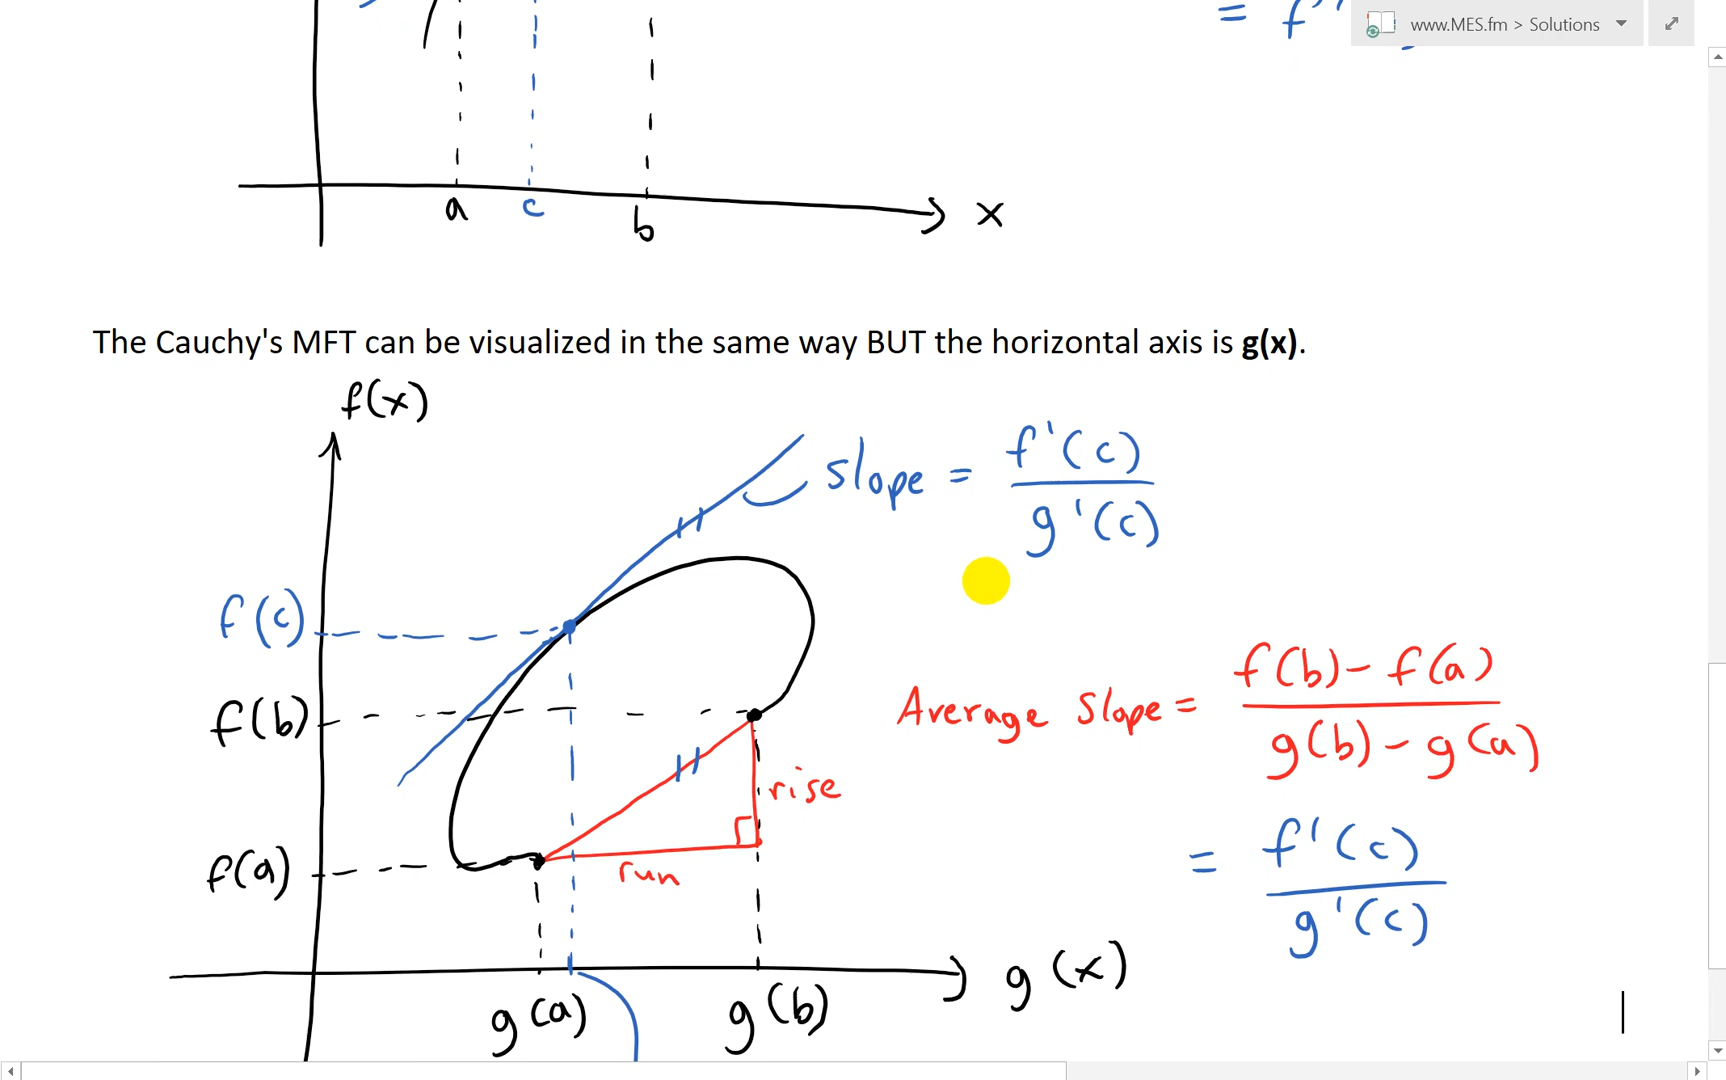 = f'
www.MES.fm > Solutions
a
c
b
x
The Cauchy's MFT can be visualized in the same way BUT the horizontal axis is g(x).
f(x)
slope = f'(c) / g'(c)
f(c)
f(b)
Average Slope = f(b) - f(a) / g(b) - g(a)
rise
f(a)
run
= f'(c) / g'(c)
g(x)
g(a)
g(b)